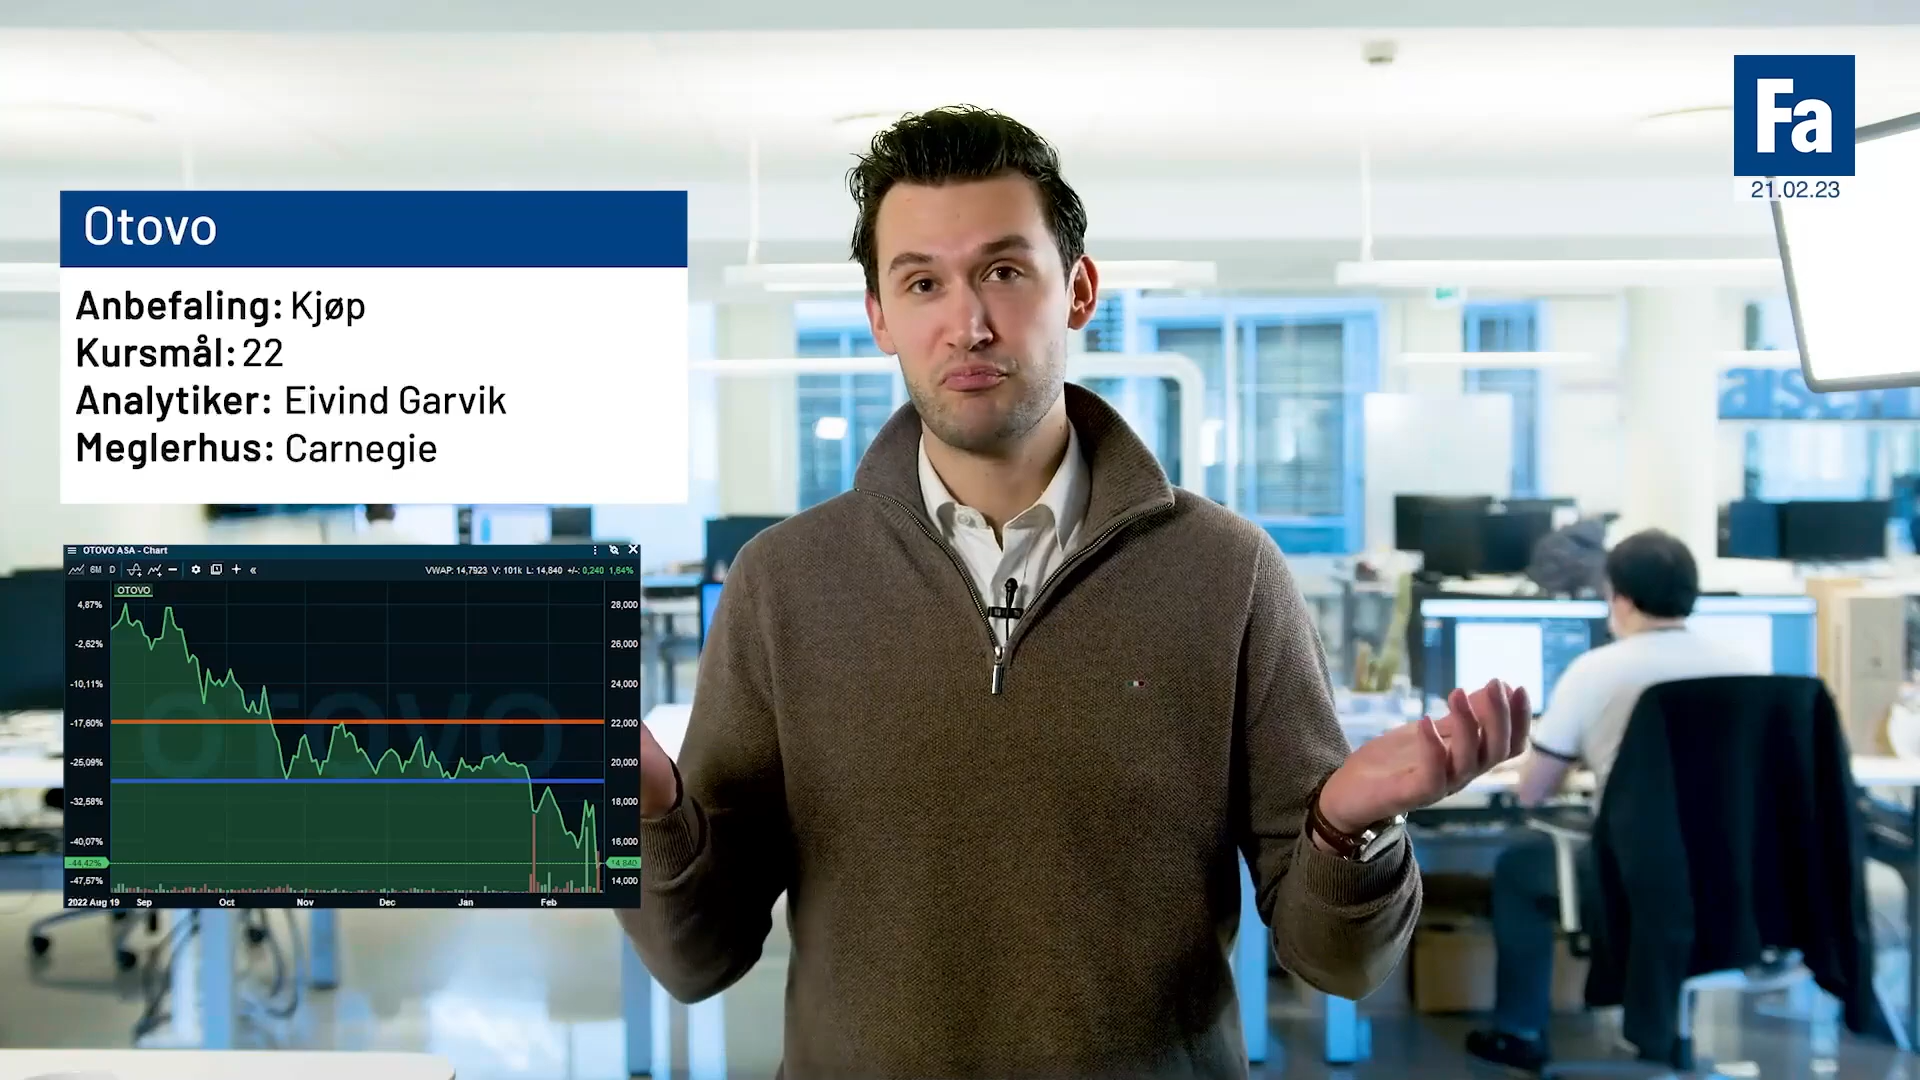 Fa
21.02.23
Otovo
Anbefaling: Kjøp
Kursmål: 22
Analytiker: Eivind Garvik
Meglerhus: Carnegie
OTOVO ASA - Chart
6M D VWAP: 14,7923 V: 101k L: 14,840 +/-: 0,240 1,64%
OTOVO
4,87% 28,000
-2,62% 26,000
-10,11% 24,000
OTOVO
-17,60% 22,000
-25,09% 20,000
-32,58% 18,000
-40,07% 16,000
-44,42% 14,840
-47,57% 14,000
2022 Aug 19 Sep Oct Nov Dec Jan Feb